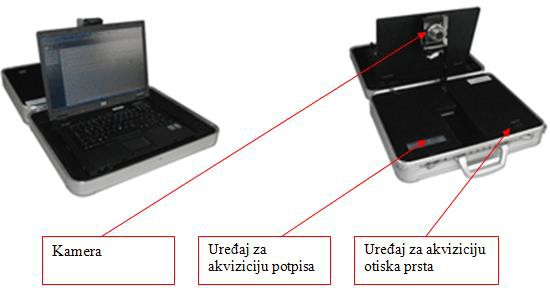 Kamera
Uređaj za
akviziciju potpisa
Uređaj za akviziciju
otiska prsta